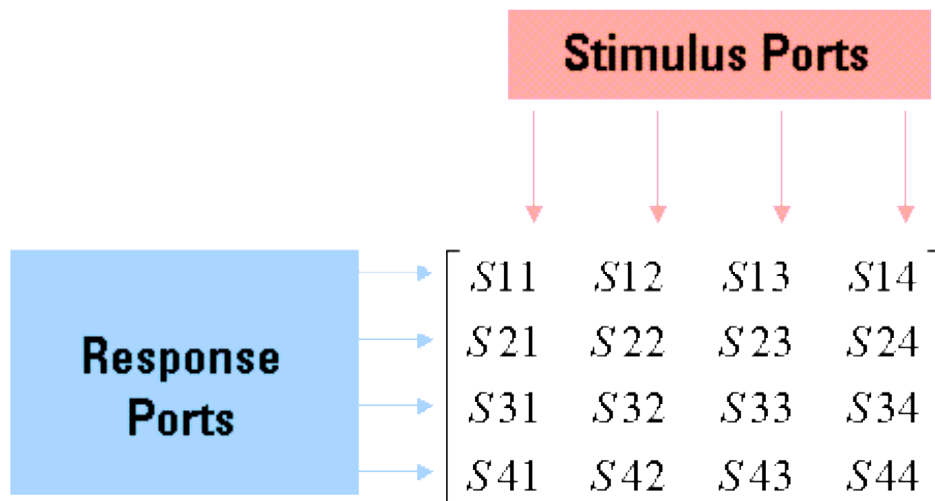 Stimulus Ports
Response
Ports
S11 S12 S13 S14
S21 S22 S23 S24
S31 S32 S33 S34
S41 S42 S43 S44